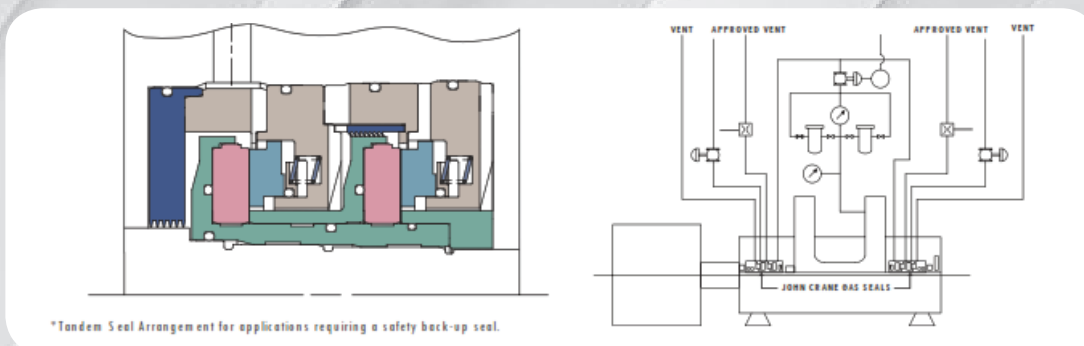 VENT APPROVED VENT APPROVED VENT VENT
JOHN CRANE GAS SEALS
*Tandem Seal Arrangement for applications requiring a safety back-up seal.